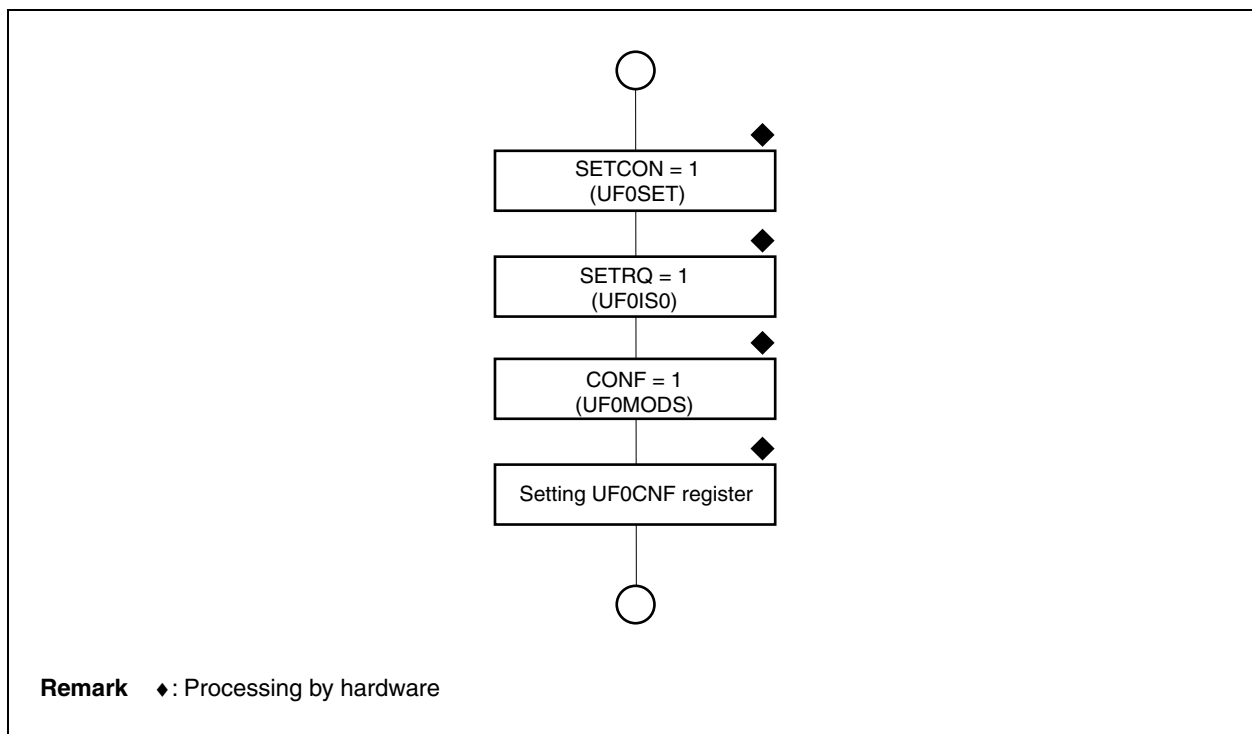 SETCON = 1
(UF0SET)
SETRQ = 1
(UF0IS0)
CONF = 1
(UF0MODS)
Setting UF0CNF register
Remark ♦: Processing by hardware